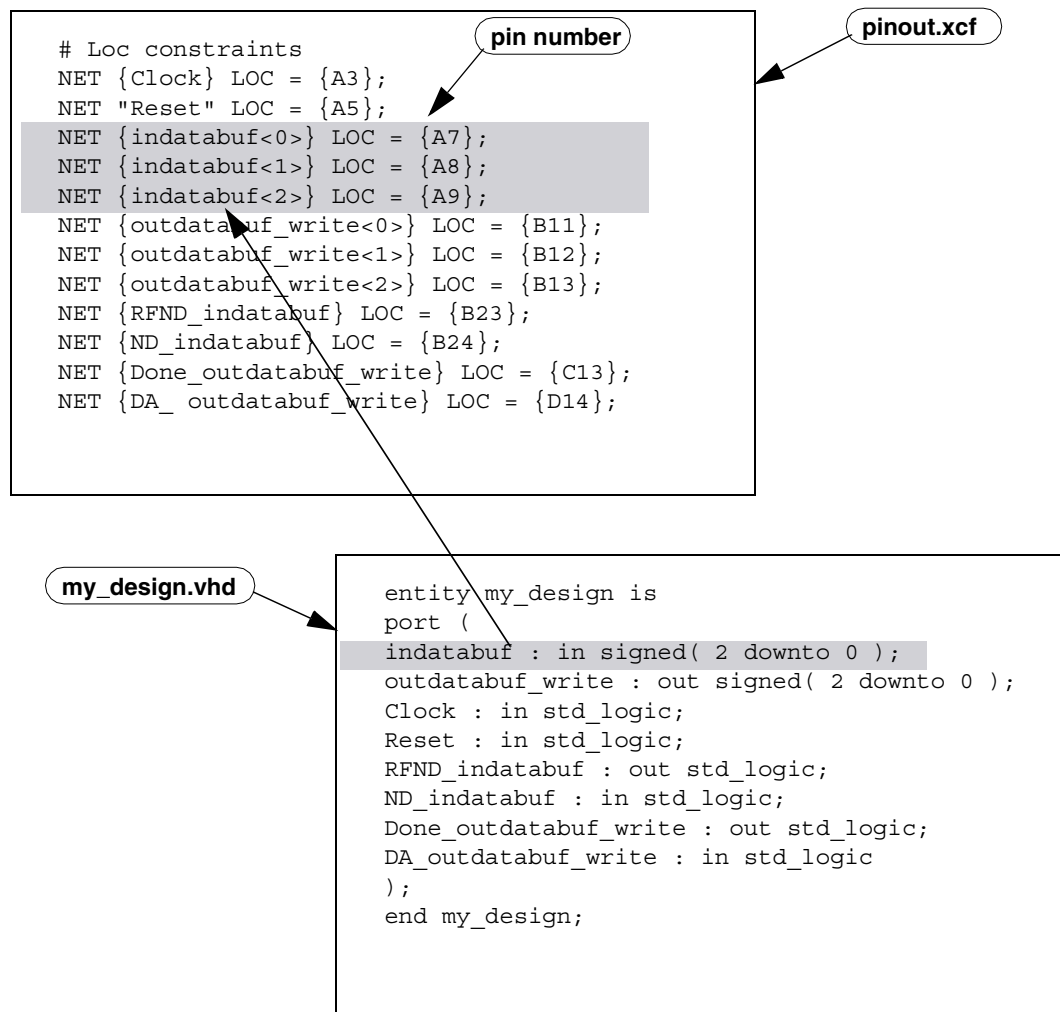 pinout.xcf
pin number
# Loc constraints
NET {Clock} LOC = {A3};
NET "Reset" LOC = {A5};
NET {indatabuf<0>} LOC = {A7};
NET {indatabuf<1>} LOC = {A8};
NET {indatabuf<2>} LOC = {A9};
NET {outdatabuf_write<0>} LOC = {B11};
NET {outdatabuf_write<1>} LOC = {B12};
NET {outdatabuf_write<2>} LOC = {B13};
NET {RFND_indatabuf} LOC = {B23};
NET {ND_indatabuf} LOC = {B24};
NET {Done_outdatabuf_write} LOC = {C13};
NET {DA_ outdatabuf_write} LOC = {D14};
my_design.vhd
entity my_design is
port (
indatabuf : in signed( 2 downto 0 );
outdatabuf_write : out signed( 2 downto 0 );
Clock : in std_logic;
Reset : in std_logic;
RFND_indatabuf : out std_logic;
ND_indatabuf : in std_logic;
Done_outdatabuf_write : out std_logic;
DA_outdatabuf_write : in std_logic
);
end my_design;